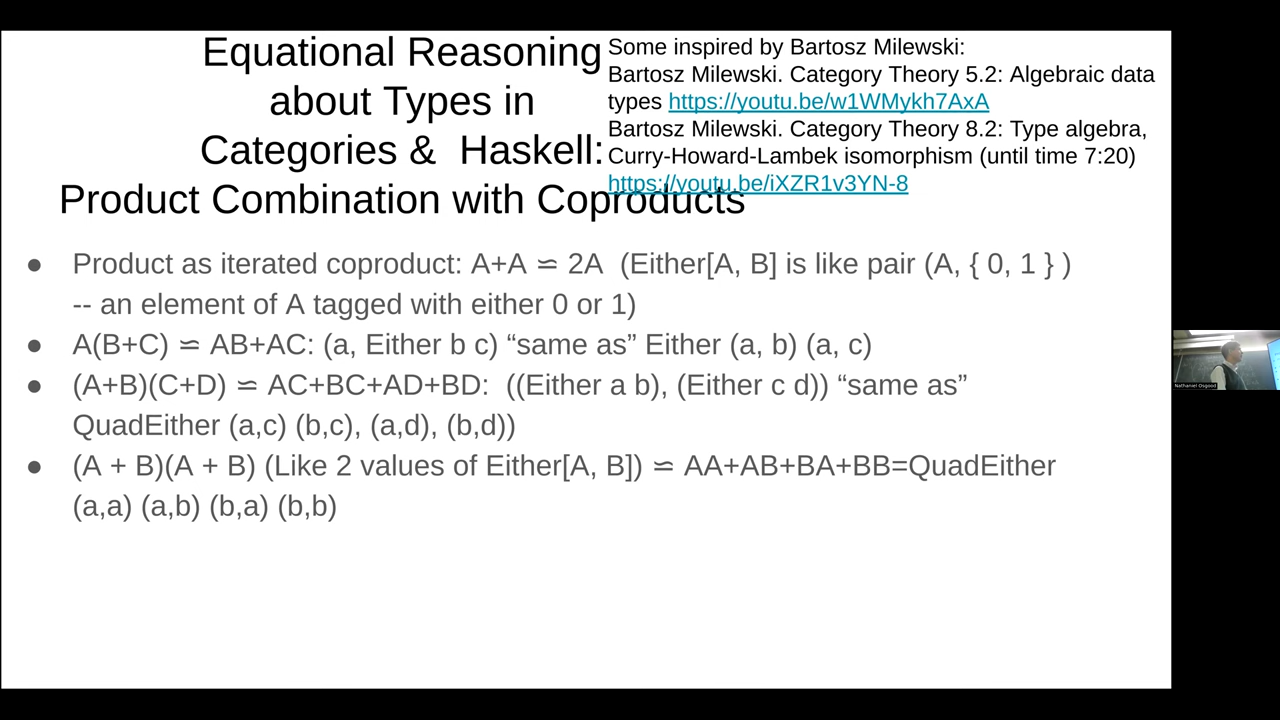 Equational Reasoning
about Types in
Categories &  Haskell:
Product Combination with Coproducts
Some inspired by Bartosz Milewski:
Bartosz Milewski. Category Theory 5.2: Algebraic data
types https://youtu.be/w1WMykh7AxA
Bartosz Milewski. Category Theory 8.2: Type algebra,
Curry-Howard-Lambek isomorphism (until time 7:20)
https://youtu.be/iXZR1v3YN-8
● Product as iterated coproduct: A+A ≌ 2A  (Either[A, B] is like pair (A, { 0, 1 } )
-- an element of A tagged with either 0 or 1)
● A(B+C) ≌ AB+AC: (a, Either b c) “same as” Either (a, b) (a, c)
● (A+B)(C+D) ≌ AC+BC+AD+BD:  ((Either a b), (Either c d)) “same as”
QuadEither (a,c) (b,c), (a,d), (b,d))
● (A + B)(A + B) (Like 2 values of Either[A, B]) ≌ AA+AB+BA+BB=QuadEither
(a,a) (a,b) (b,a) (b,b)
Nathaniel Osgood